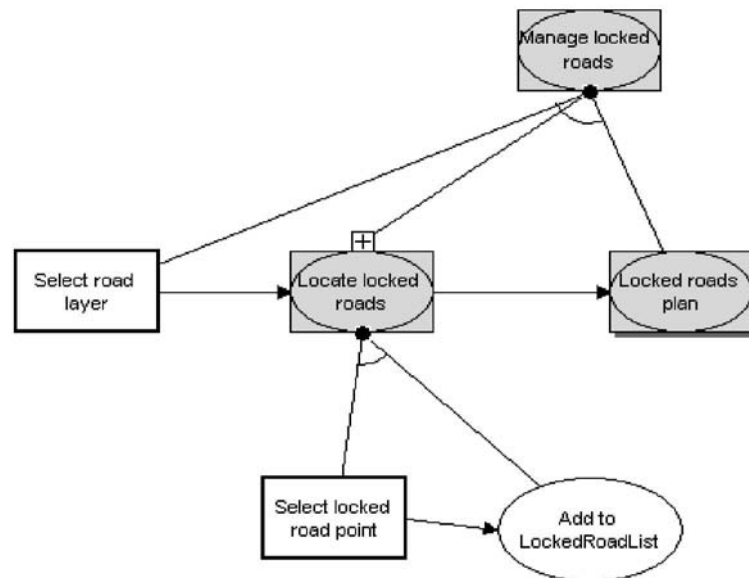 Manage locked
roads
Select road
layer
Locate locked
roads
Locked roads
plan
Select locked
road point
Add to
LockedRoadList